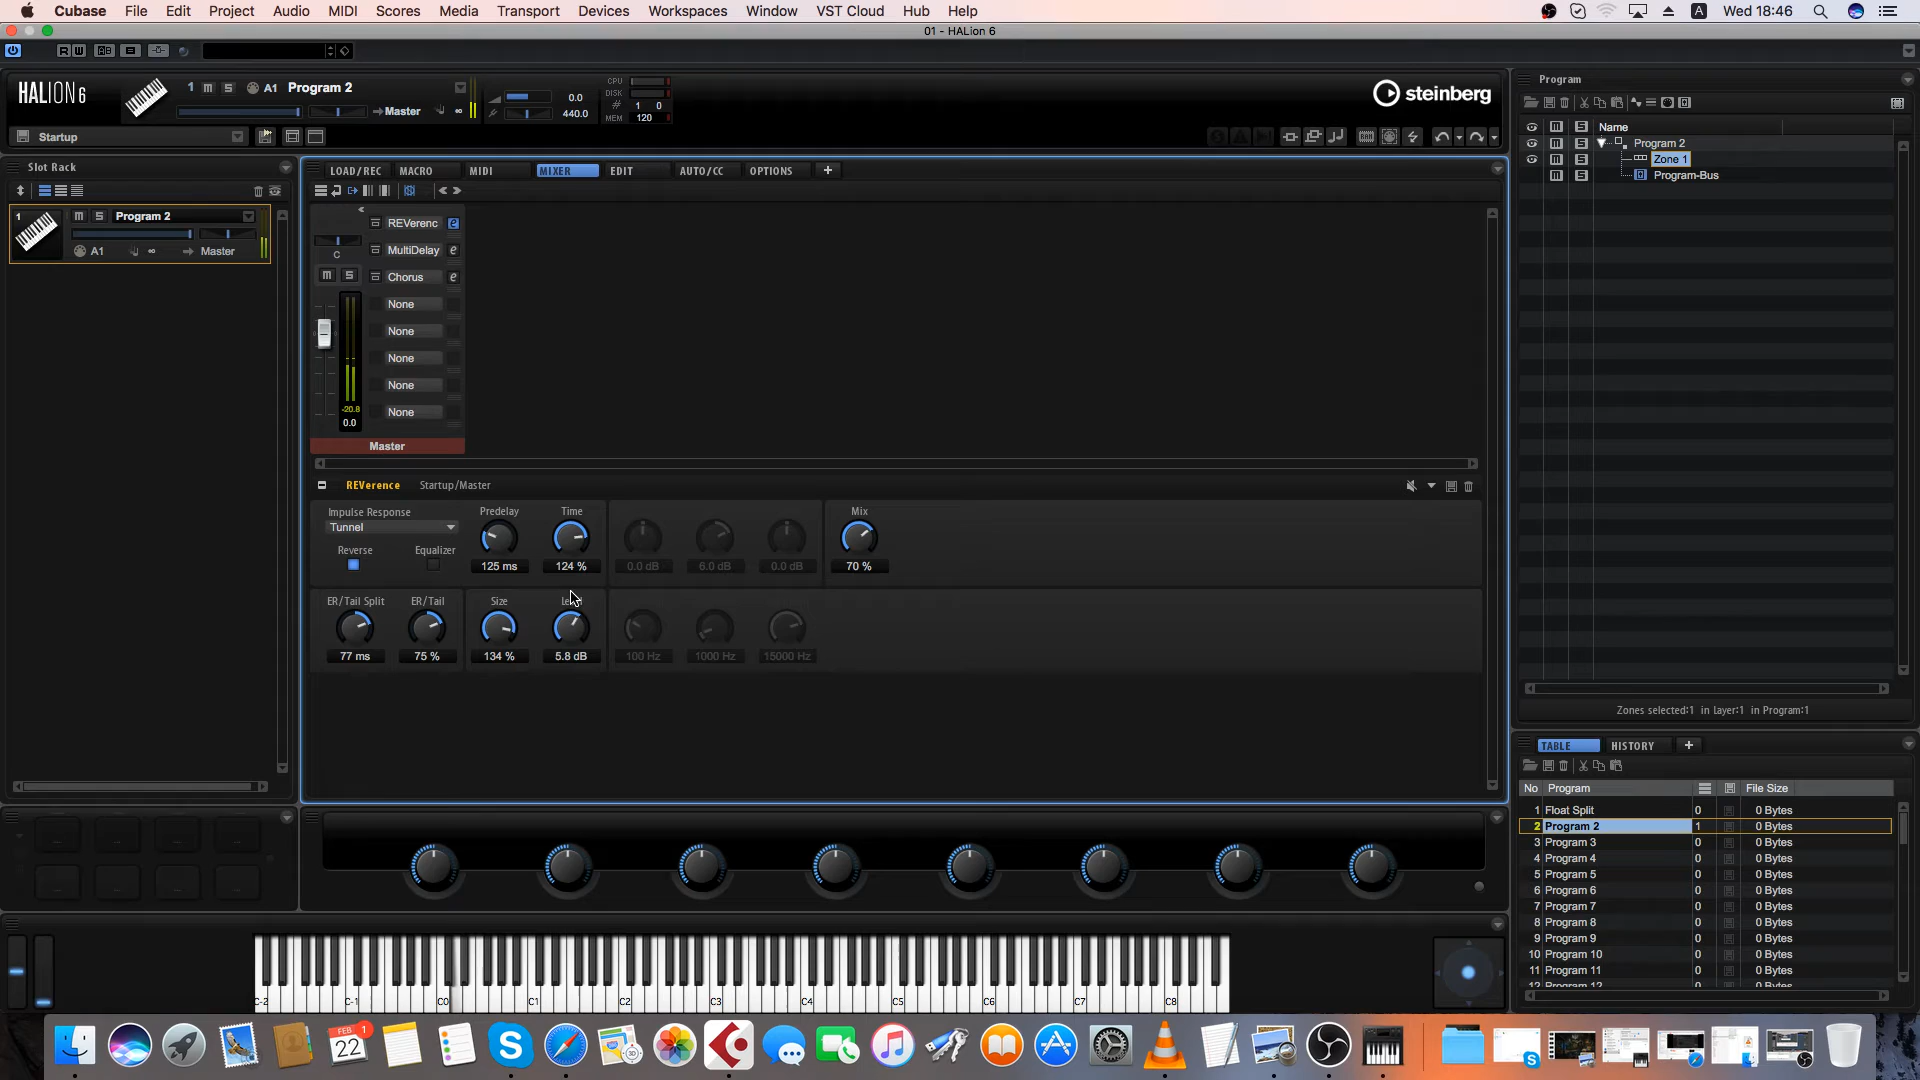 Cubase File Edit Project Audio MIDI Scores Media Transport Devices Workspaces Window VST Cloud Hub Help A Wed 18:46
01 - HALion 6
R W
HALION 6 1 M S A1 Program 2 CPU DISK # 1 0 MEM 120
Master 0.0 440.0
steinberg
Startup
Slot Rack
1 M S Program 2
A1 Master
LOAD/REC MACRO MIDI MIXER EDIT AUTO/CC OPTIONS +
REVerenc e
MultiDelay e
C
M S Chorus e
None
None
None
None
None
-20.8
0.0
Master
REVerence Startup/Master
Impulse Response Predelay Time Mix
Tunnel
Reverse Equalizer
125 ms 124 % 0.0 dB 6.0 dB 0.0 dB 70 %
ER/Tail Split ER/Tail Size
77 ms 75 % 134 % 5.8 dB 100 Hz 1000 Hz 15000 Hz
Program
M S Name
M S Program 2
M S Zone 1
M S Program-Bus
Zones selected:1 in Layer:1 in Program:1
TABLE HISTORY +
No Program File Size
1 Float Split 0 0 Bytes
2 Program 2 1 0 Bytes
3 Program 3 0 0 Bytes
4 Program 4 0 0 Bytes
5 Program 5 0 0 Bytes
6 Program 6 0 0 Bytes
7 Program 7 0 0 Bytes
8 Program 8 0 0 Bytes
9 Program 9 0 0 Bytes
10 Program 10 0 0 Bytes
11 Program 11 0 0 Bytes
12 Program 12 0 0 Bytes
C-2 C-1 C0 C1 C2 C3 C4 C5 C6 C7 C8
FEB 1
22
3D